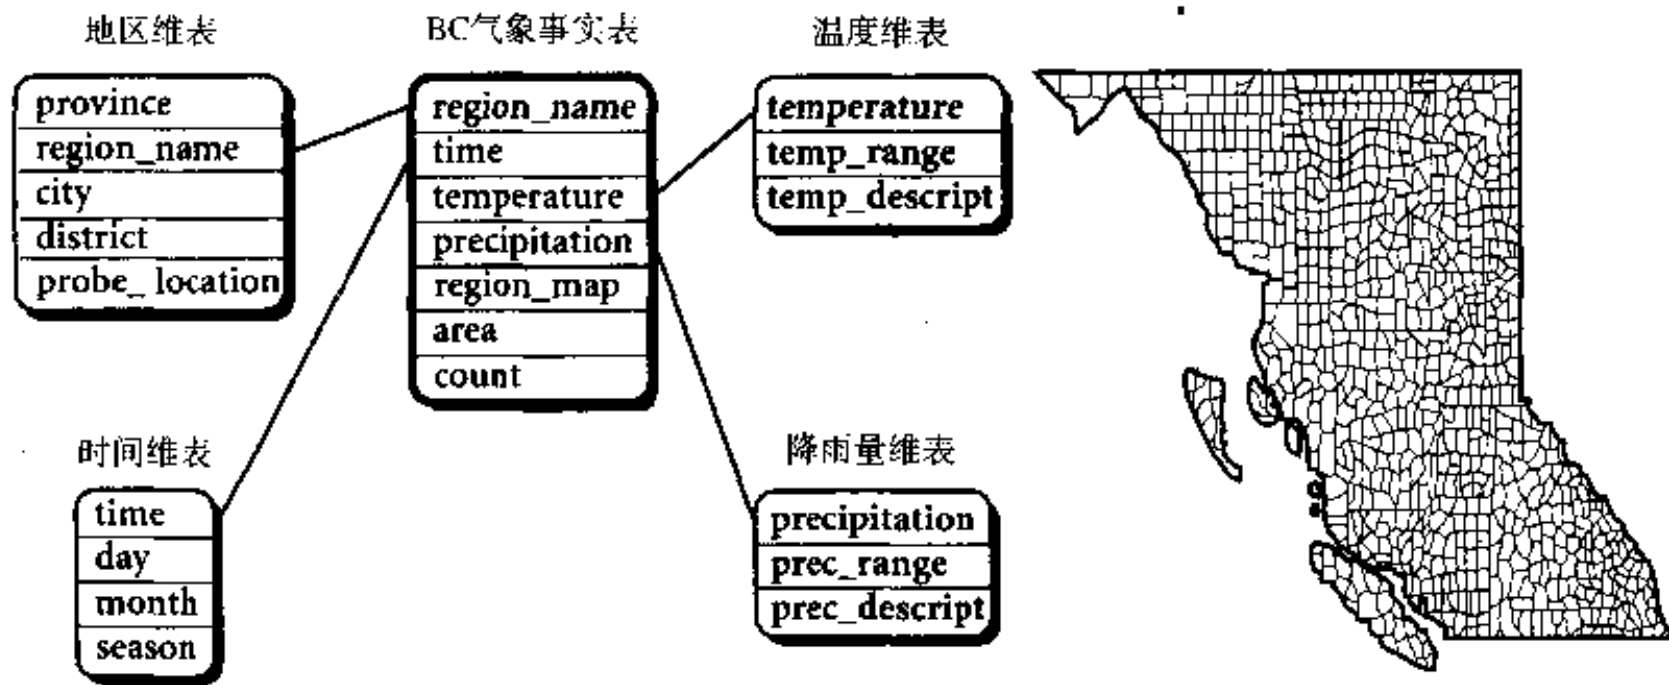 地区维表
province
region_name
city
district
probe_ location
BC气象事实表
region_name
time
temperature
precipitation
region_map
area
count
温度维表
temperature
temp_range
temp_descript
时间维表
time
day
month
season
降雨量维表
precipitation
prec_range
prec_descript